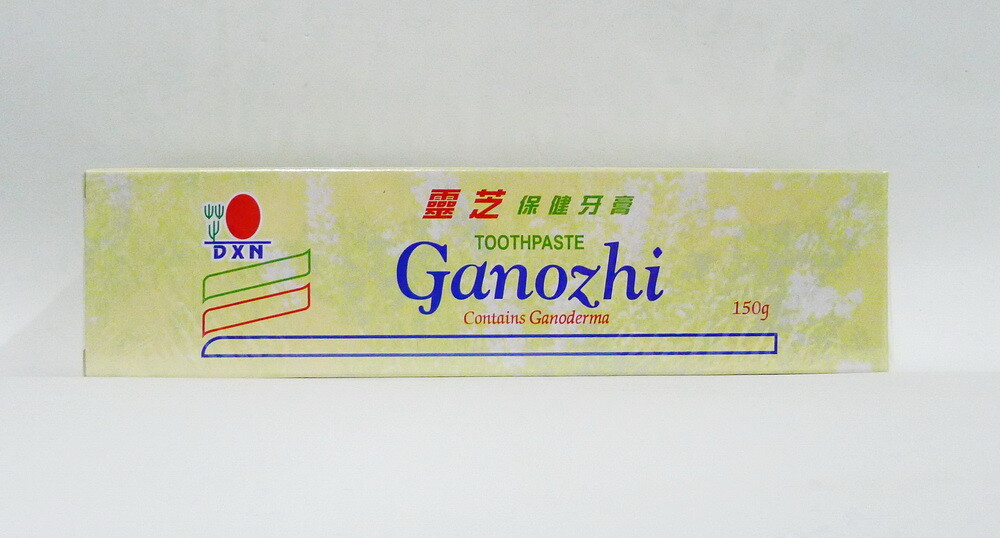 DXN
靈芝 保健牙膏
TOOTHPASTE
Ganozhi
Contains Ganoderma
150g